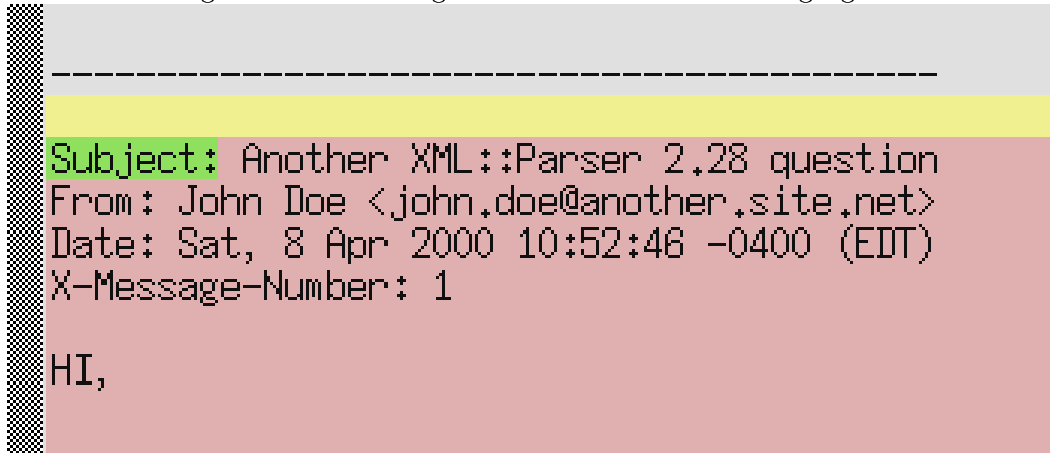 ------------------------------------------
Subject: Another XML::Parser 2.28 question
From: John Doe <john.doe@another.site.net>
Date: Sat, 8 Apr 2000 10:52:46 -0400 (EDT)
X-Message-Number: 1
HI,